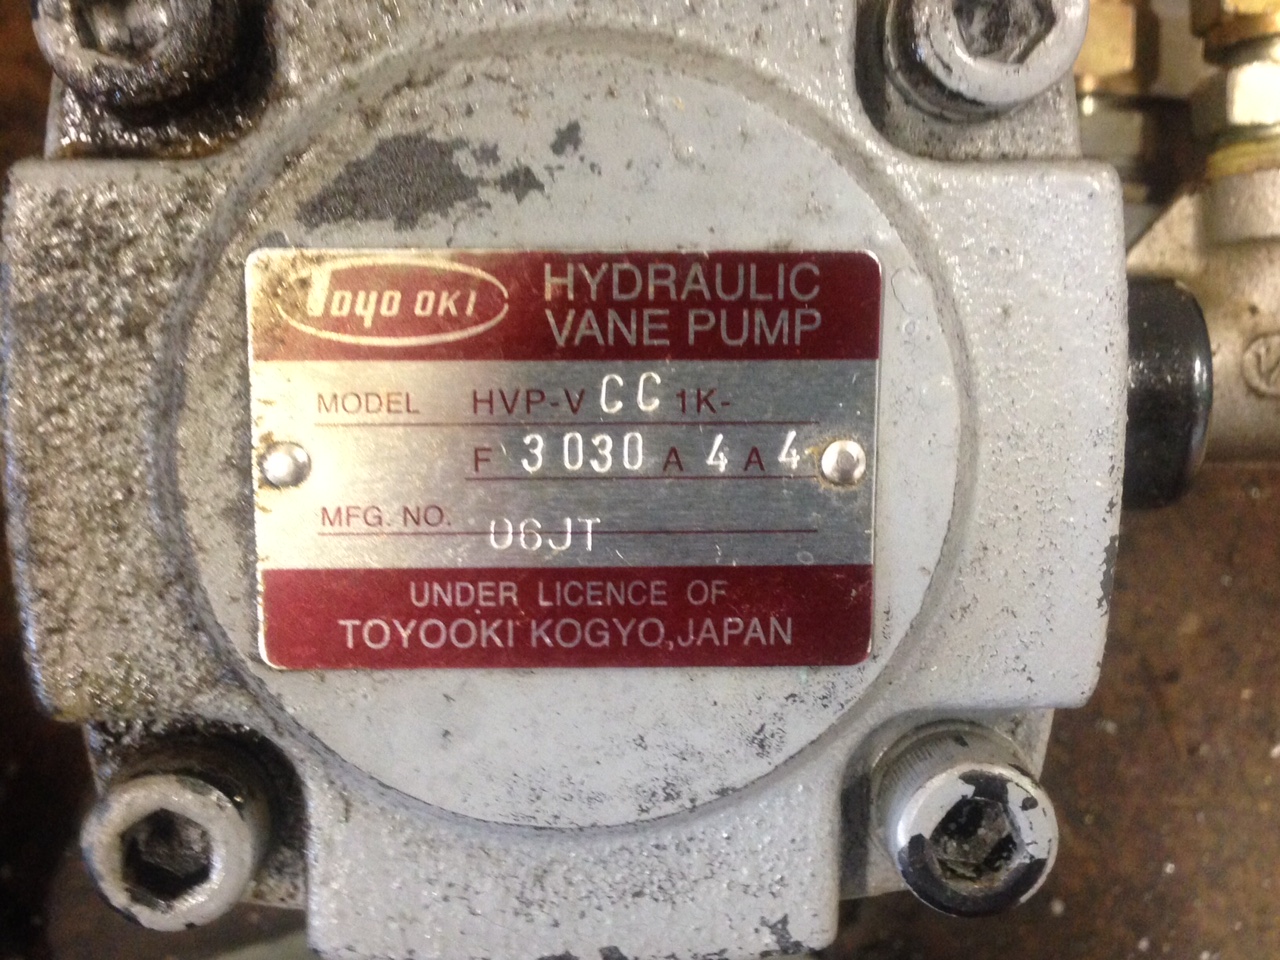 TOYO OKI
HYDRAULIC
VANE PUMP
MODEL HVP-V CC 1K-
F 3030 A 4 A 4
MFG. NO. 06JT
UNDER LICENCE OF
TOYOOKI KOGYO,JAPAN